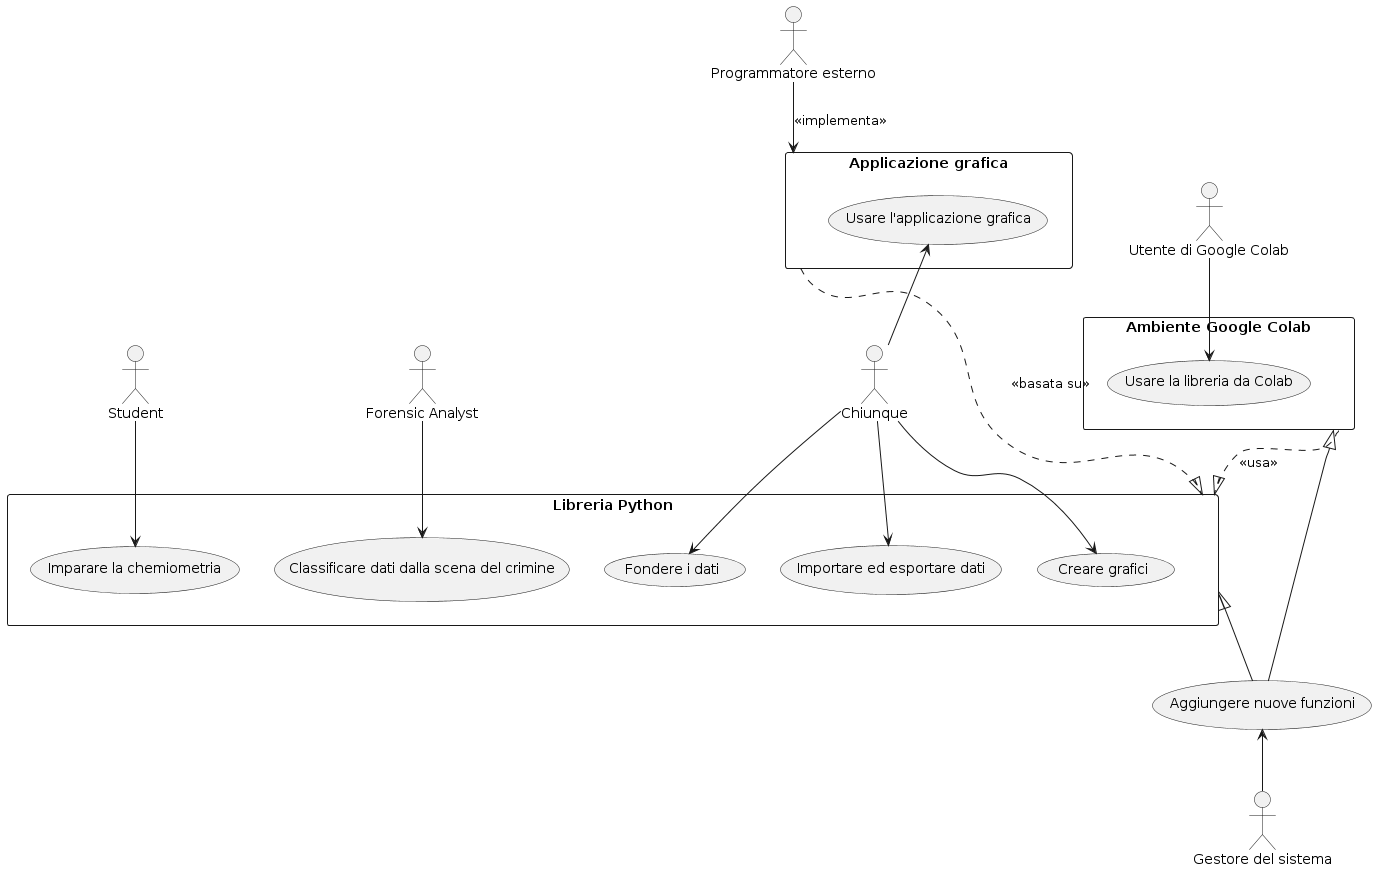 Programmatore esterno
«implementa»
Applicazione grafica
Usare l'applicazione grafica
Utente di Google Colab
Ambiente Google Colab
Usare la libreria da Colab
«basata su»
Student
Forensic Analyst
Chiunque
«usa»
Libreria Python
Imparare la chemiometria
Classificare dati dalla scena del crimine
Fondere i dati
Importare ed esportare dati
Creare grafici
Aggiungere nuove funzioni
Gestore del sistema